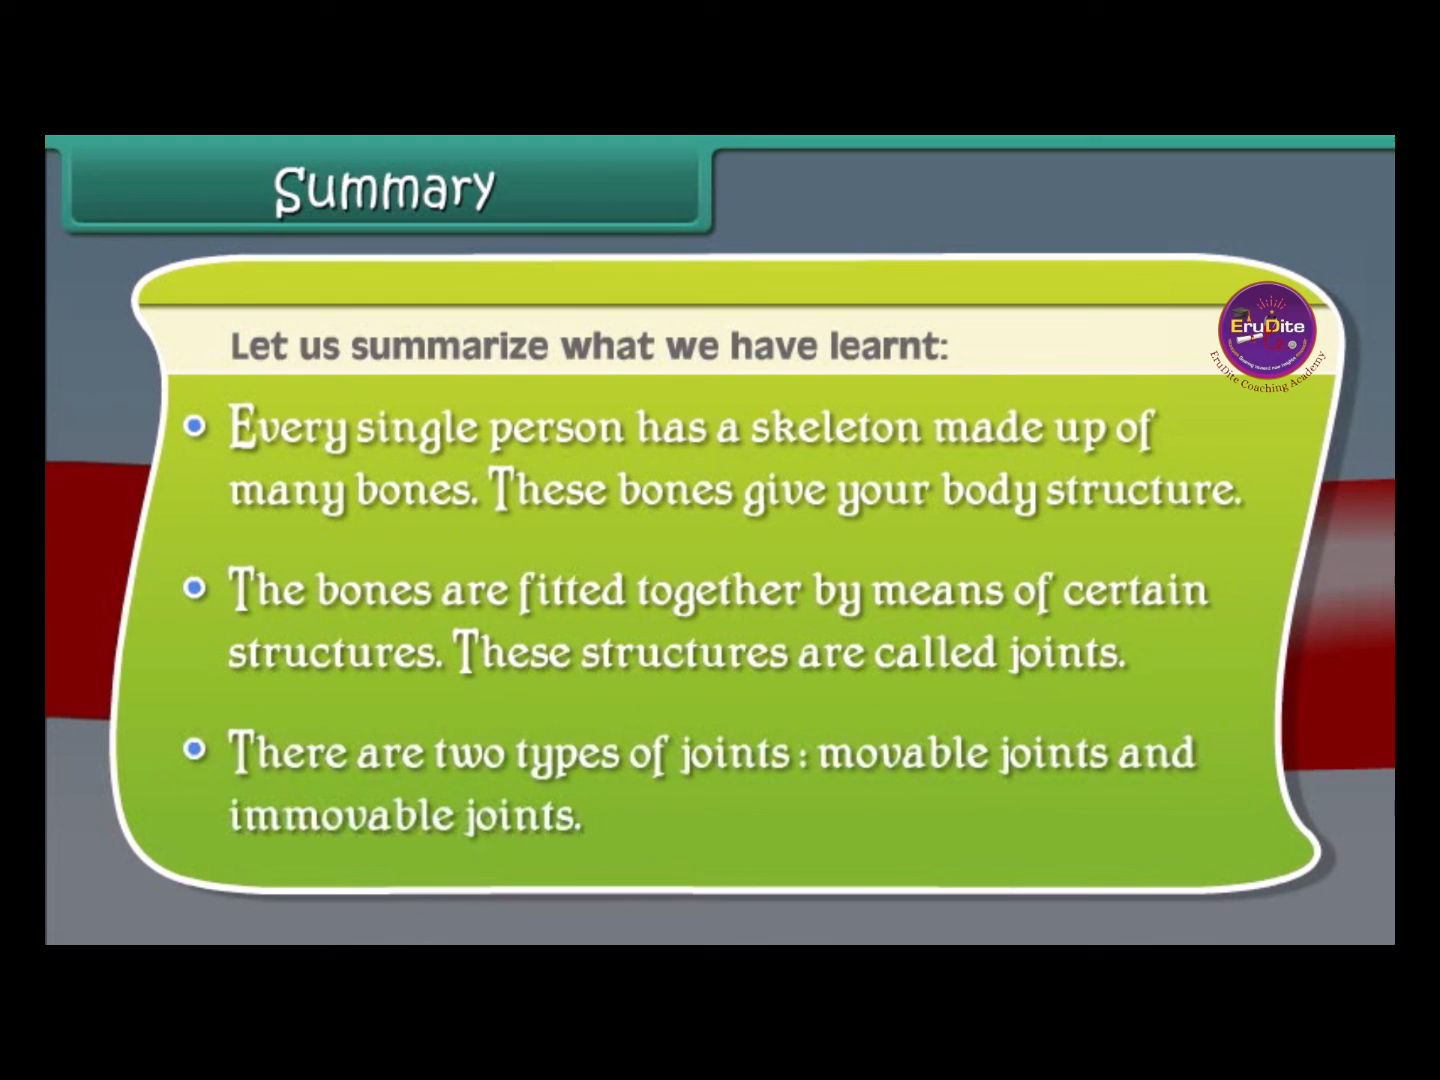 Summary
Let us summarize what we have learnt:
EruDite
EruDite Coaching Academy
Every single person has a skeleton made up of
many bones. These bones give your body structure.
The bones are fitted together by means of certain
structures. These structures are called joints.
There are two types of joints : movable joints and
immovable joints.